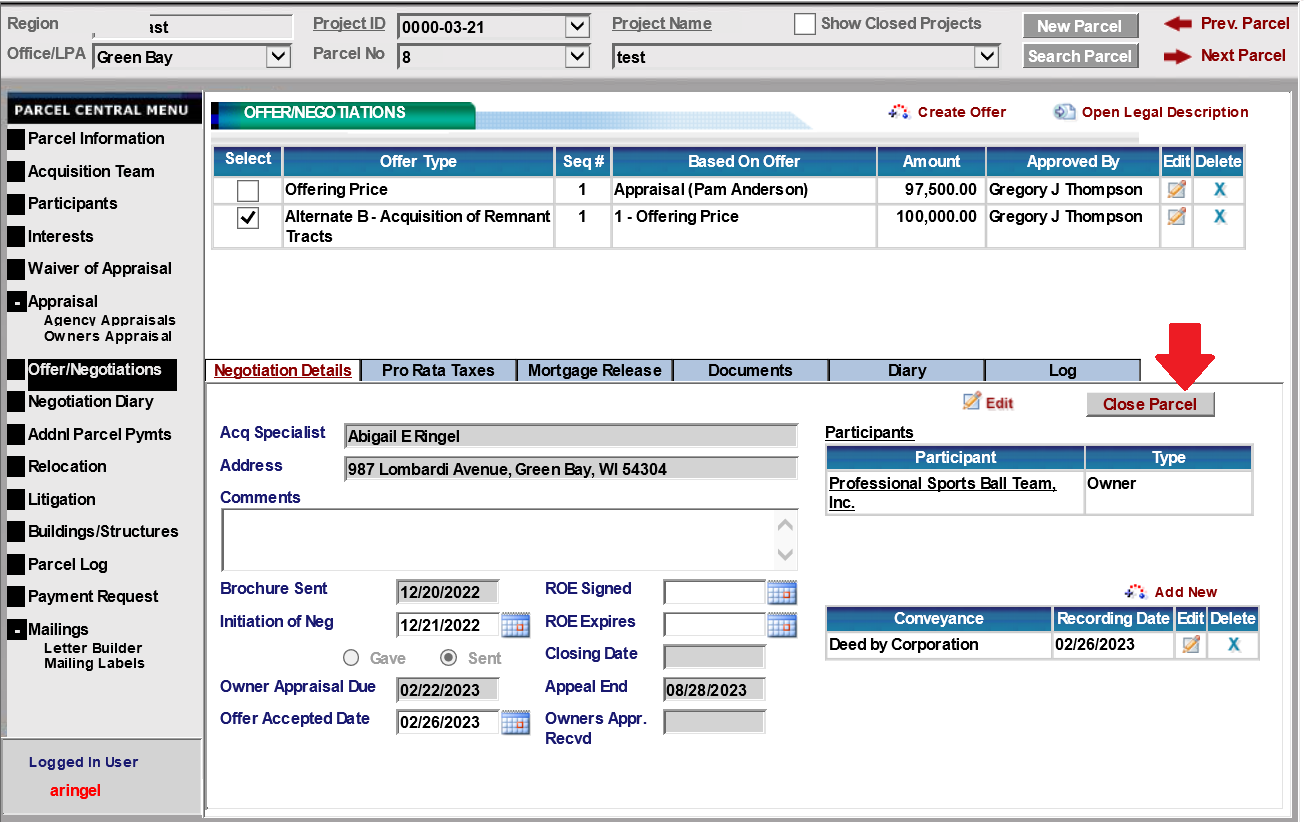 Region ast Project ID 0000-03-21 Project Name Show Closed Projects New Parcel Prev. Parcel
Office/LPA Green Bay Parcel No 8 test Search Parcel Next Parcel
PARCEL CENTRAL MENU
Parcel Information
Acquisition Team
Participants
Interests
Waiver of Appraisal
- Appraisal
Agency Appraisals
Owners Appraisal
Offer/Negotiations
Negotiation Diary
Addnl Parcel Pymts
Relocation
Litigation
Buildings/Structures
Parcel Log
Payment Request
- Mailings
Letter Builder
Mailing Labels
Logged In User
aringel
OFFER/NEGOTIATIONS Create Offer Open Legal Description
Select Offer Type Seq # Based On Offer Amount Approved By Edit Delete
Offering Price 1 Appraisal (Pam Anderson) 97,500.00 Gregory J Thompson X
Alternate B - Acquisition of Remnant 1 1 - Offering Price 100,000.00 Gregory J Thompson X
Tracts
Negotiation Details Pro Rata Taxes Mortgage Release Documents Diary Log
Edit Close Parcel
Acq Specialist Abigail E Ringel
Address 987 Lombardi Avenue, Green Bay, WI 54304
Comments
Brochure Sent 12/20/2022 ROE Signed
Initiation of Neg 12/21/2022 ROE Expires
Gave Sent Closing Date
Owner Appraisal Due 02/22/2023 Appeal End 08/28/2023
Offer Accepted Date 02/26/2023 Owners Appr.
Recvd
Participants
Participant Type
Professional Sports Ball Team, Owner
Inc.
Add New
Conveyance Recording Date Edit Delete
Deed by Corporation 02/26/2023 X